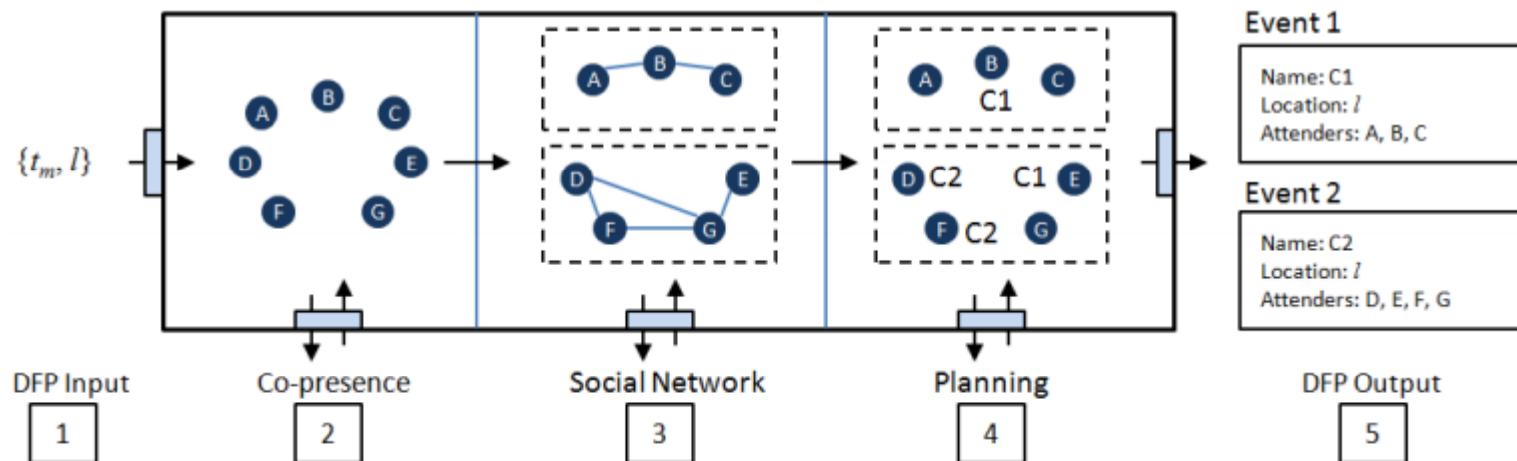 Event 1
Name: C1
Location: l
Attenders: A, B, C
Event 2
Name: C2
Location: l
Attenders: D, E, F, G
{tm, l}
A
B
C
D
E
F
G
A
B
C
D
E
F
G
A
B
C
C1
D
C2
C1
E
F
C2
G
DFP Input
Co-presence
Social Network
Planning
DFP Output
1
2
3
4
5